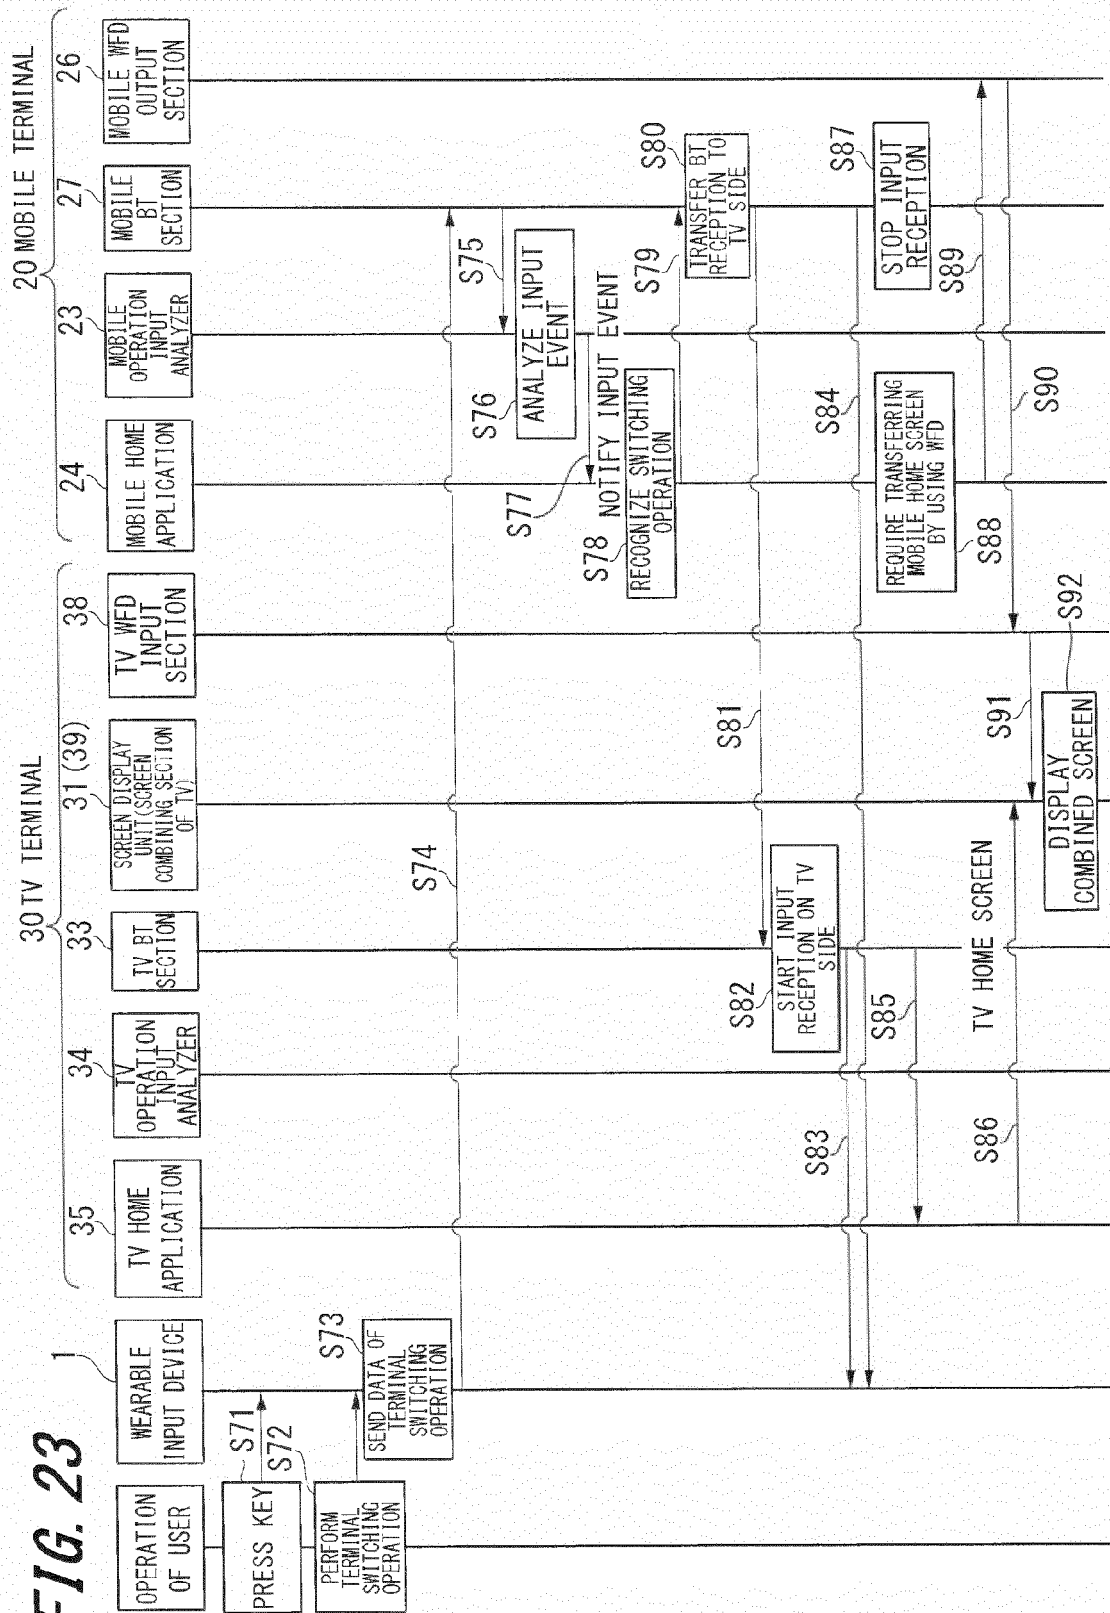 FIG. 23
OPERATION
OF USER
1
WEARABLE
INPUT DEVICE
30 TV TERMINAL
35
TV HOME
APPLICATION
34
TV
OPERATION
INPUT
ANALYZER
33
TV BT
SECTION
31 (39)
SCREEN DISPLAY
UNIT(SCREEN
COMBINING SECTION
OF TV)
38
TV WFD
INPUT
SECTION
20 MOBILE TERMINAL
24
MOBILE HOME
APPLICATION
23
MOBILE
OPERATION
INPUT
ANALYZER
27
MOBILE
BT
SECTION
26
MOBILE WFD
OUTPUT
SECTION
PRESS KEY
S71
S72
PERFORM
TERMINAL
SWITCHING
OPERATION
S73
SEND DATA OF
TERMINAL
SWITCHING
OPERATION
S74
S75
S76
ANALYZE INPUT
EVENT
S77
NOTIFY INPUT EVENT
S78
RECOGNIZE SWITCHING
OPERATION
S79
S80
TRANSFER BT
RECEPTION TO
TV SIDE
S81
S82
START INPUT
RECEPTION ON TV
SIDE
S83
S84
S85
S86
TV HOME SCREEN
S87
STOP INPUT
RECEPTION
REQUIRE TRANSFERRING
MOBILE HOME SCREEN
BY USING WFD
S88
S89
S90
S91
S92
DISPLAY
COMBINED SCREEN